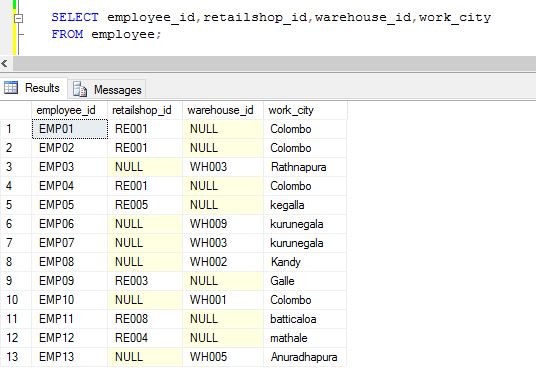 SELECT employee_id,retailshop_id,warehouse_id,work_city
FROM employee;
Results Messages
employee_id retailshop_id warehouse_id work_city
1 EMP01 RE001 NULL Colombo
2 EMP02 RE001 NULL Colombo
3 EMP03 NULL WH003 Rathnapura
4 EMP04 RE001 NULL Colombo
5 EMP05 RE005 NULL kegalla
6 EMP06 NULL WH009 kurunegala
7 EMP07 NULL WH003 kurunegala
8 EMP08 NULL WH002 Kandy
9 EMP09 RE003 NULL Galle
10 EMP10 NULL WH001 Colombo
11 EMP11 RE008 NULL batticaloa
12 EMP12 RE004 NULL mathale
13 EMP13 NULL WH005 Anuradhapura